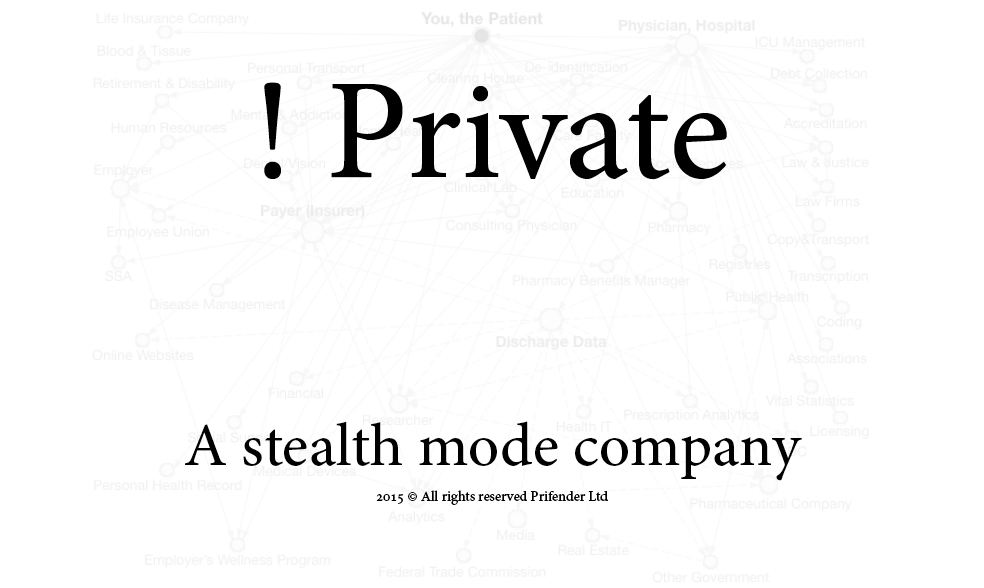 Life Insurance Company
You, the Patient
Physician, Hospital
ICU Management
Blood & Tissue
Personal Transport
De-identification
Debt Collection
Retirement & Disability
Clearing House
! Private
Accreditation
Human Resources
Law & Justice
Employer
Clinical Lab
Education
Law Firms
Payer (Insurer)
Consulting Physician
Pharmacy
Employee Union
Copy&Transport
Registries
SSA
Transcription
Pharmacy Benefits Manager
Disease Management
Public Health
Coding
Discharge Data
Online Websites
Associations
Financial
Vital Statistics
Researcher
Prescription Analytics
Health IT
Licensing
A stealth mode company
Medical Devices
Personal Health Record
2015 © All rights reserved Prifender Ltd
Pharmaceutical Company
Analytics
Media
Real Estate
Employer's Wellness Program
Federal Trade Commission
Other Government